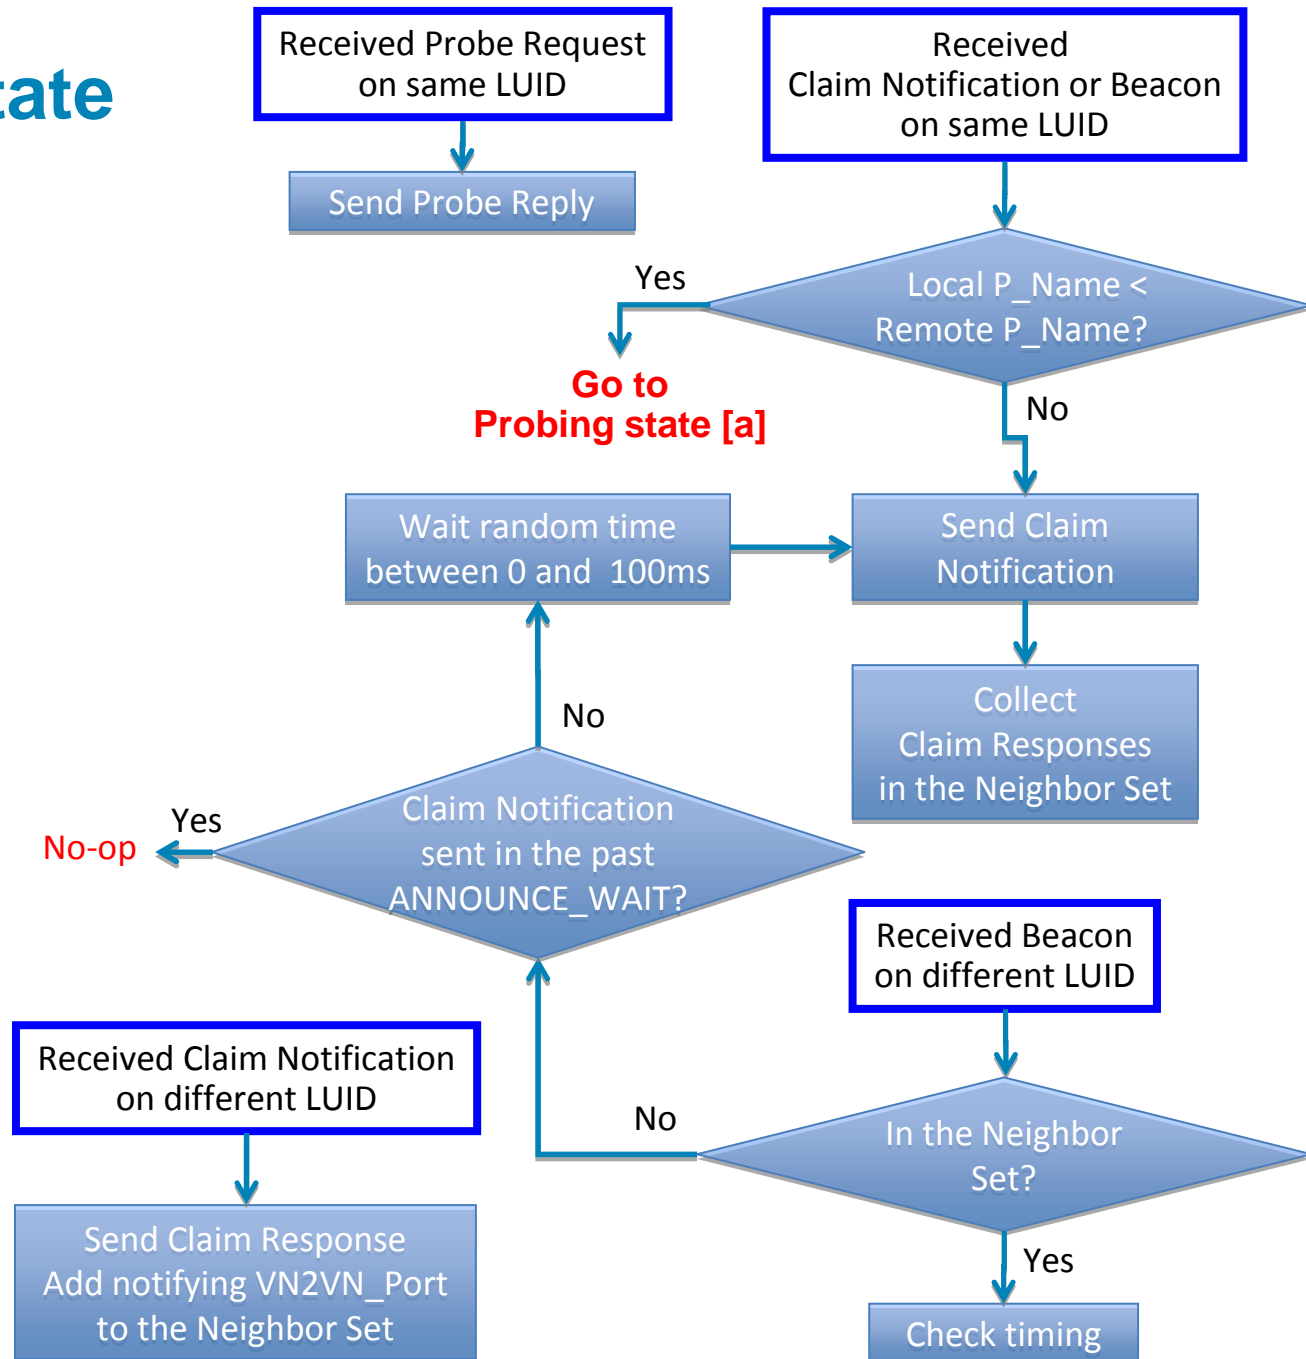 tate
Received Probe Request
on same LUID
Send Probe Reply
Received
Claim Notification or Beacon
on same LUID
Local P_Name <
Remote P_Name?
Yes
Go to
Probing state [a]
No
Wait random time
between 0 and 100ms
Send Claim
Notification
Collect
Claim Responses
in the Neighbor Set
No
Claim Notification
sent in the past
ANNOUNCE_WAIT?
Yes
No-op
Received Beacon
on different LUID
Received Claim Notification
on different LUID
No
In the Neighbor
Set?
Yes
Send Claim Response
Add notifying VN2VN_Port
to the Neighbor Set
Check timing